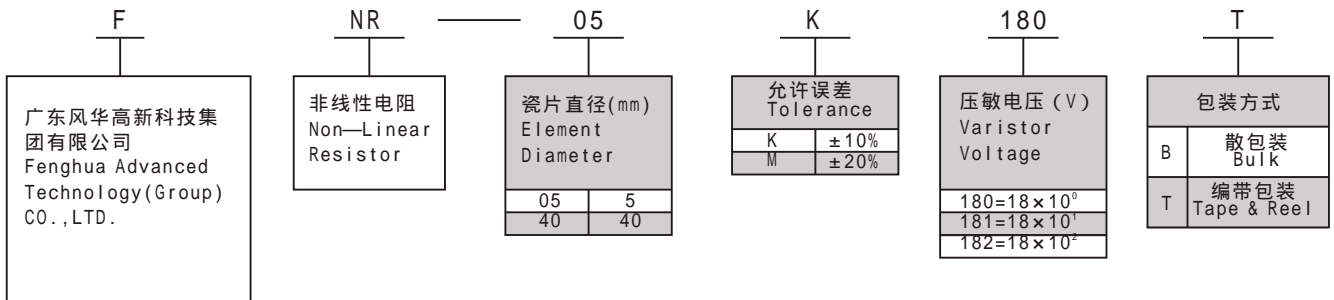 F NR —— 05 K 180 T
广东风华高新科技集
团有限公司
Fenghua Advanced
Technology(Group)
CO.,LTD.
非线性电阻
Non—Linear
Resistor
瓷片直径(mm)
Element
Diameter
05 5
40 40
允许误差
Tolerance
K ±10%
M ±20%
压敏电压(V)
Varistor
Voltage
180=18×10⁰
181=18×10¹
182=18×10²
包装方式
B 散包装
Bulk
T 编带包装
Tape & Reel